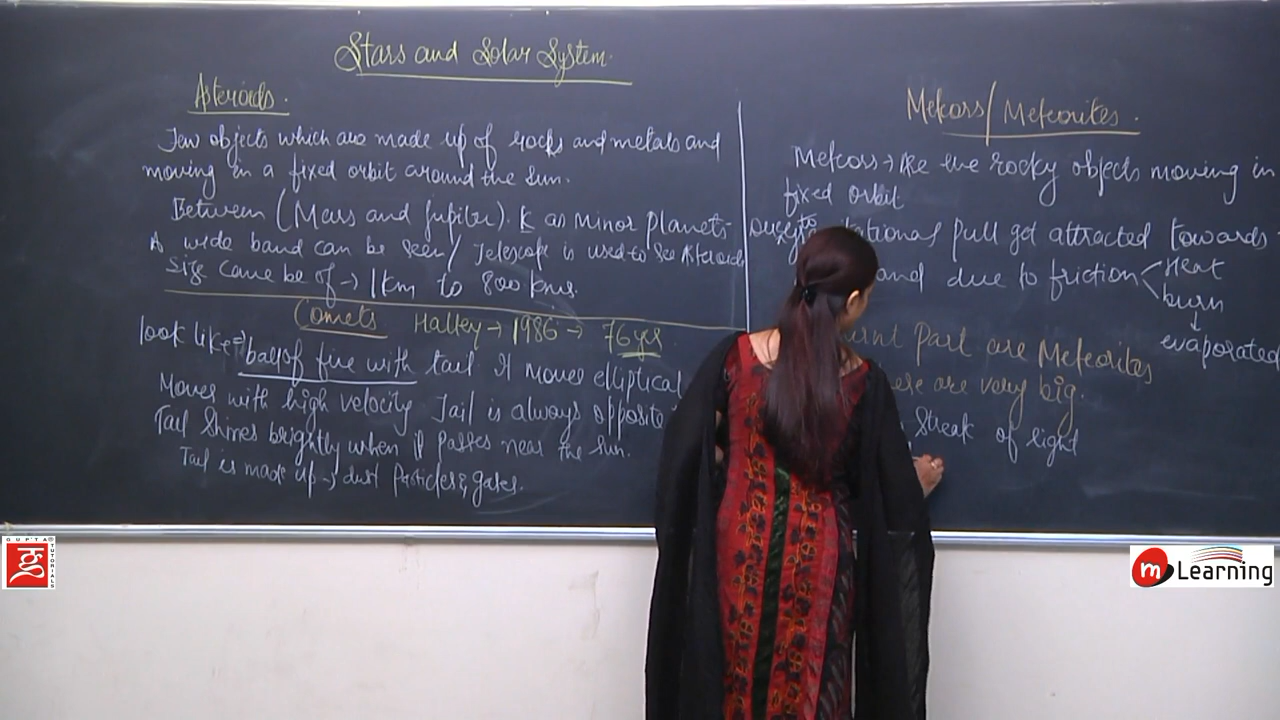 Stars and Solar System.
Asteroids.
Few objects which are made up of rocks and metals and
moving in a fixed orbit around the Sun.
Between (Mars and Jupiter). K as minor planets
A wide band can be seen / Telescope is used to see Asteroids
Size can be of → 1km to 800 kms.
Comets Halley → 1986 → 76 yrs
look like = ball of fire with tail It moves elliptical
Moves with high velocity Tail is always opposite
Tail Shines brightly when it passes near the Sun.
Tail is made up → dust Particles & gases.
Meteors/Meteorites.
Meteors → are the rocky objects moving in
fixed orbit
pull get attracted towards
and due to friction
Heat
burn
↓
evaporated
Part are Meteorites
are very big.
Streak of light
GUPTA TUTORIALS
m Learning